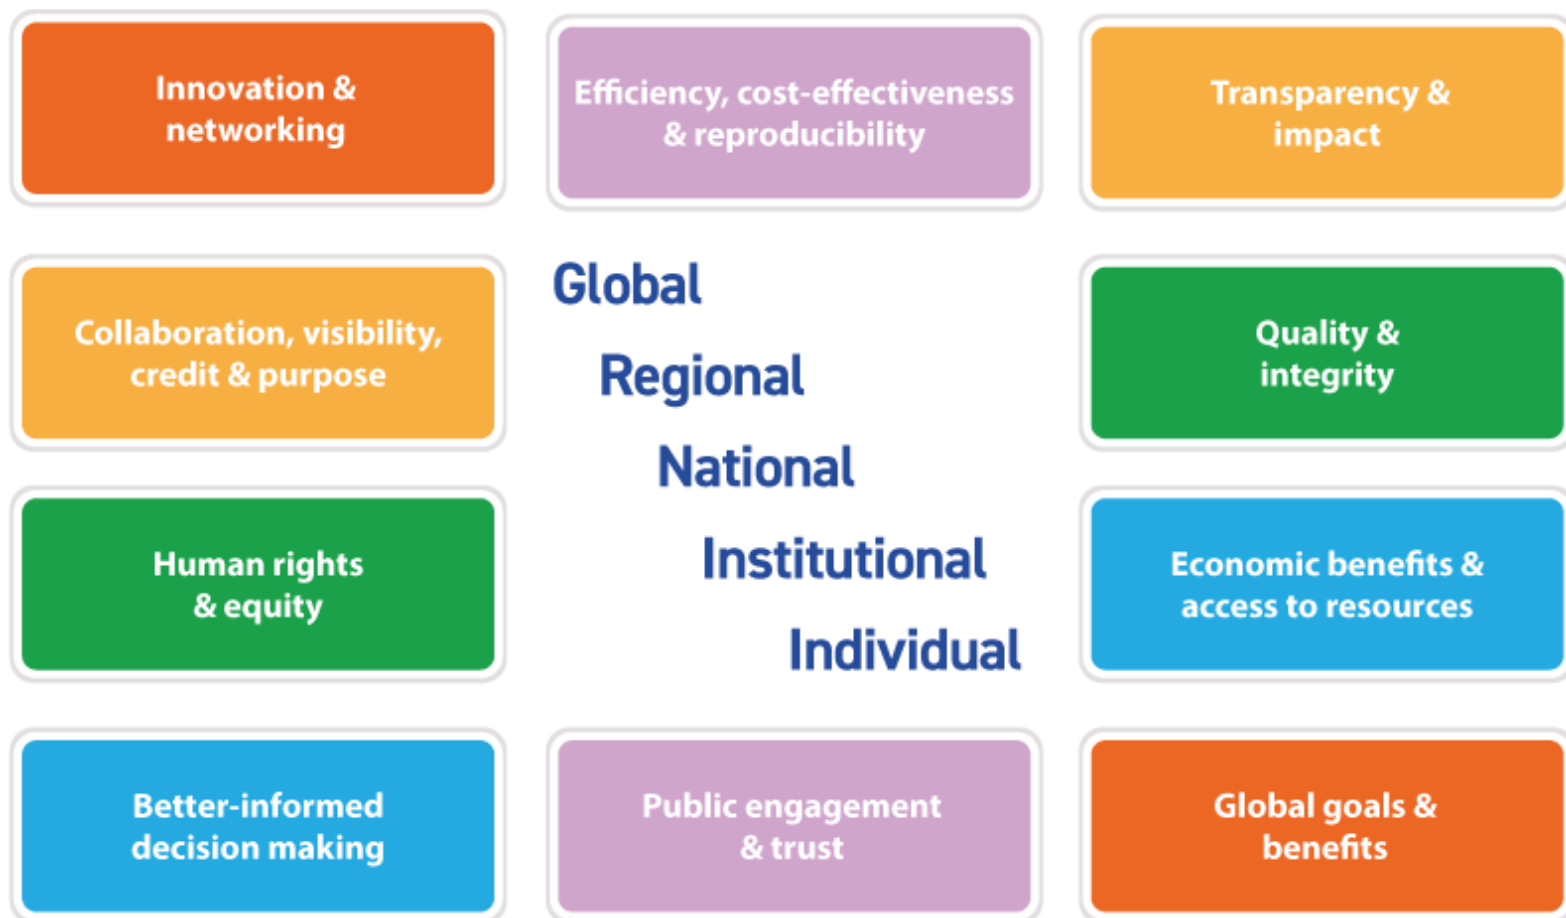 Innovation &
networking
Efficiency, cost-effectiveness
& reproducibility
Transparency &
impact
Collaboration, visibility,
credit & purpose
Global
Regional
National
Institutional
Individual
Quality &
integrity
Human rights
& equity
Economic benefits &
access to resources
Better-informed
decision making
Public engagement
& trust
Global goals &
benefits